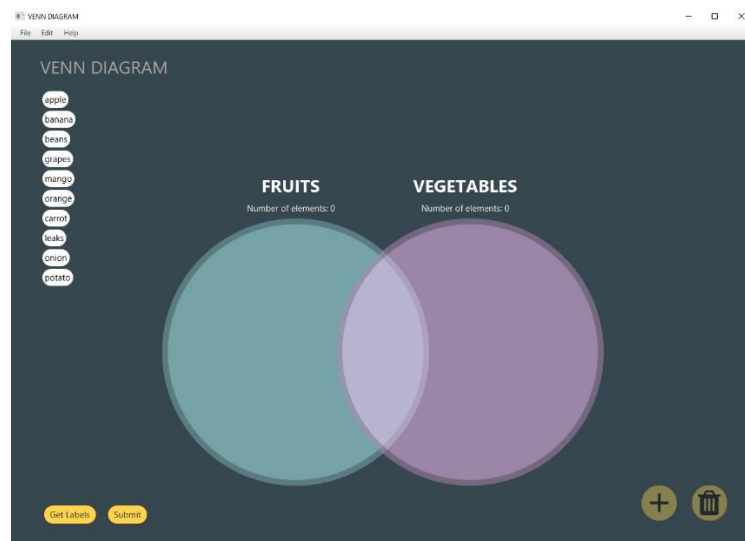 VENN DIAGRAM
File Edit Help
VENN DIAGRAM
apple
banana
beans
grapes
mango
orange
carrot
leaks
onion
potato
FRUITS
Number of elements: 0
VEGETABLES
Number of elements: 0
Get Labels
Submit